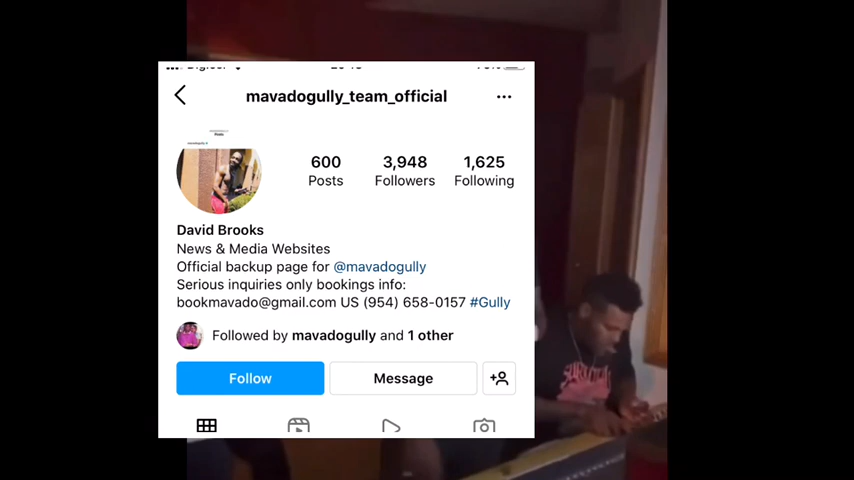 mavadogully_team_official
600
3,948
1,625
Posts
Followers
Following
David Brooks
News & Media Websites
Official backup page for @mavadogully
Serious inquiries only bookings info:
bookmavado@gmail.com US (954) 658-0157 #Gully
Followed by mavadogully and 1 other
Follow
Message